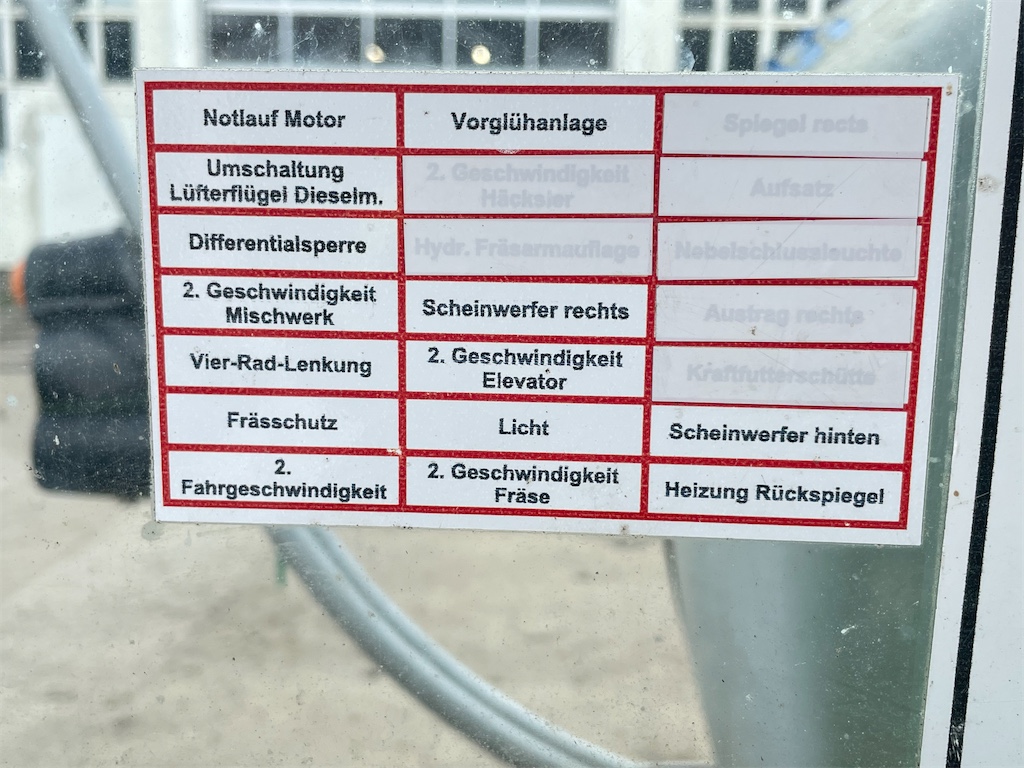 Notlauf Motor
Vorglühanlage
Spiegel rects
Umschaltung
Lüfterflügel Dieselm.
2. Geschwindigkeit
Häcksler
Aufsatz
Differentialsperre
Hydr. Fräsarmauflage
Nebelschlussleuchte
2. Geschwindigkeit
Mischwerk
Scheinwerfer rechts
Austrag rechts
Vier-Rad-Lenkung
2. Geschwindigkeit
Elevator
Kraftfutterschütte
Frässchutz
Licht
Scheinwerfer hinten
2.
Fahrgeschwindigkeit
2. Geschwindigkeit
Fräse
Heizung Rückspiegel